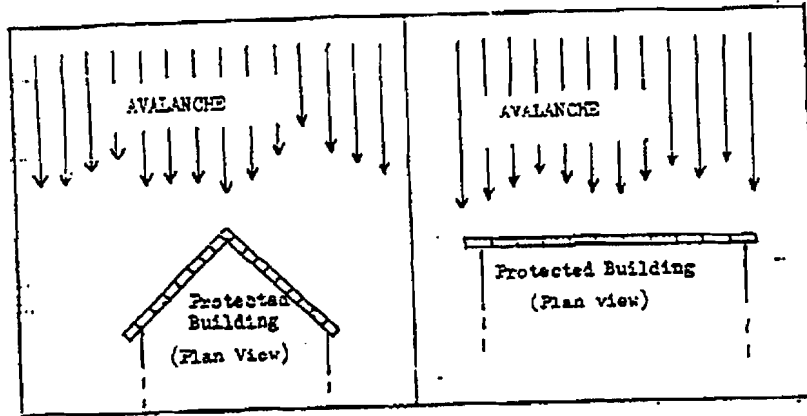 AVALANCHE
Protected
Building
(Plan View)
AVALANCHE
Protected Building
(Plan view)